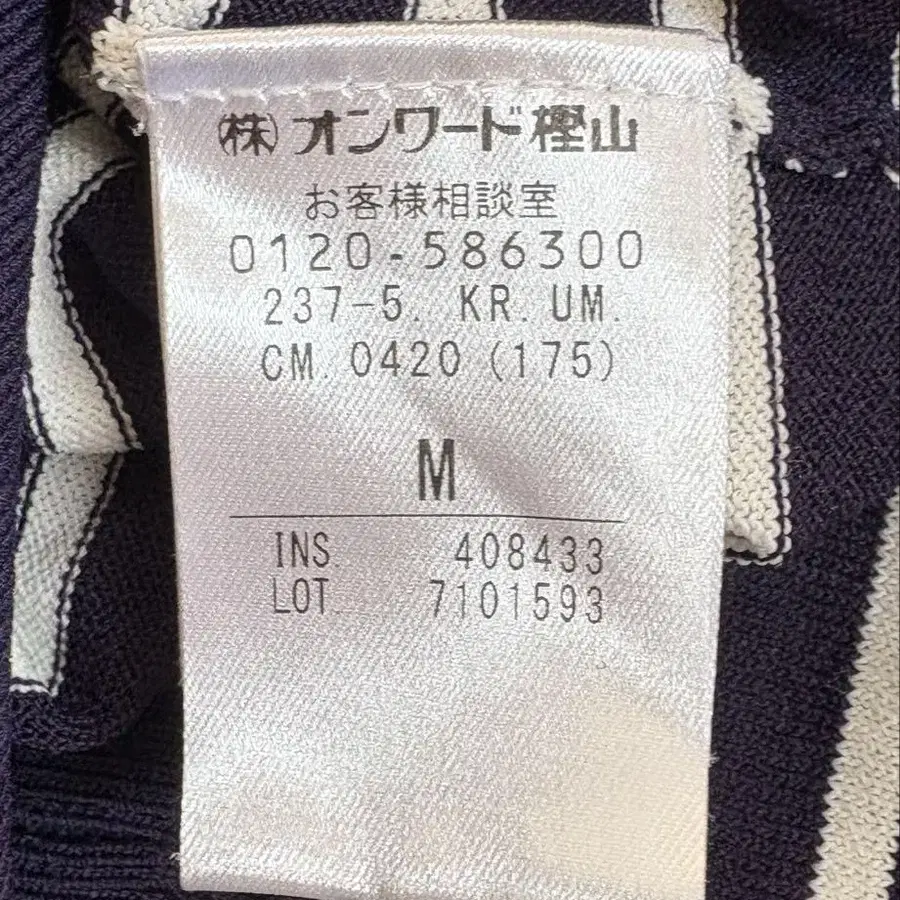 ㈱オンワード樫山
お客様相談室
0120-586300
237-5. KR. UM.
CM. 0420 (175)
M
INS. 408433
LOT. 7101593